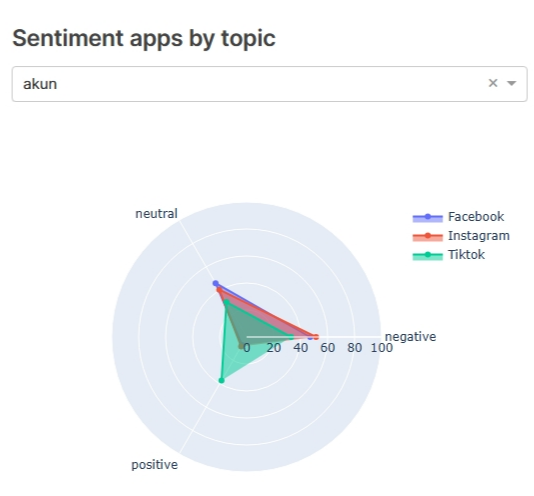 Sentiment apps by topic
akun
neutral
Facebook
Instagram
Tiktok
negative
0 20 40 60 80 100
positive